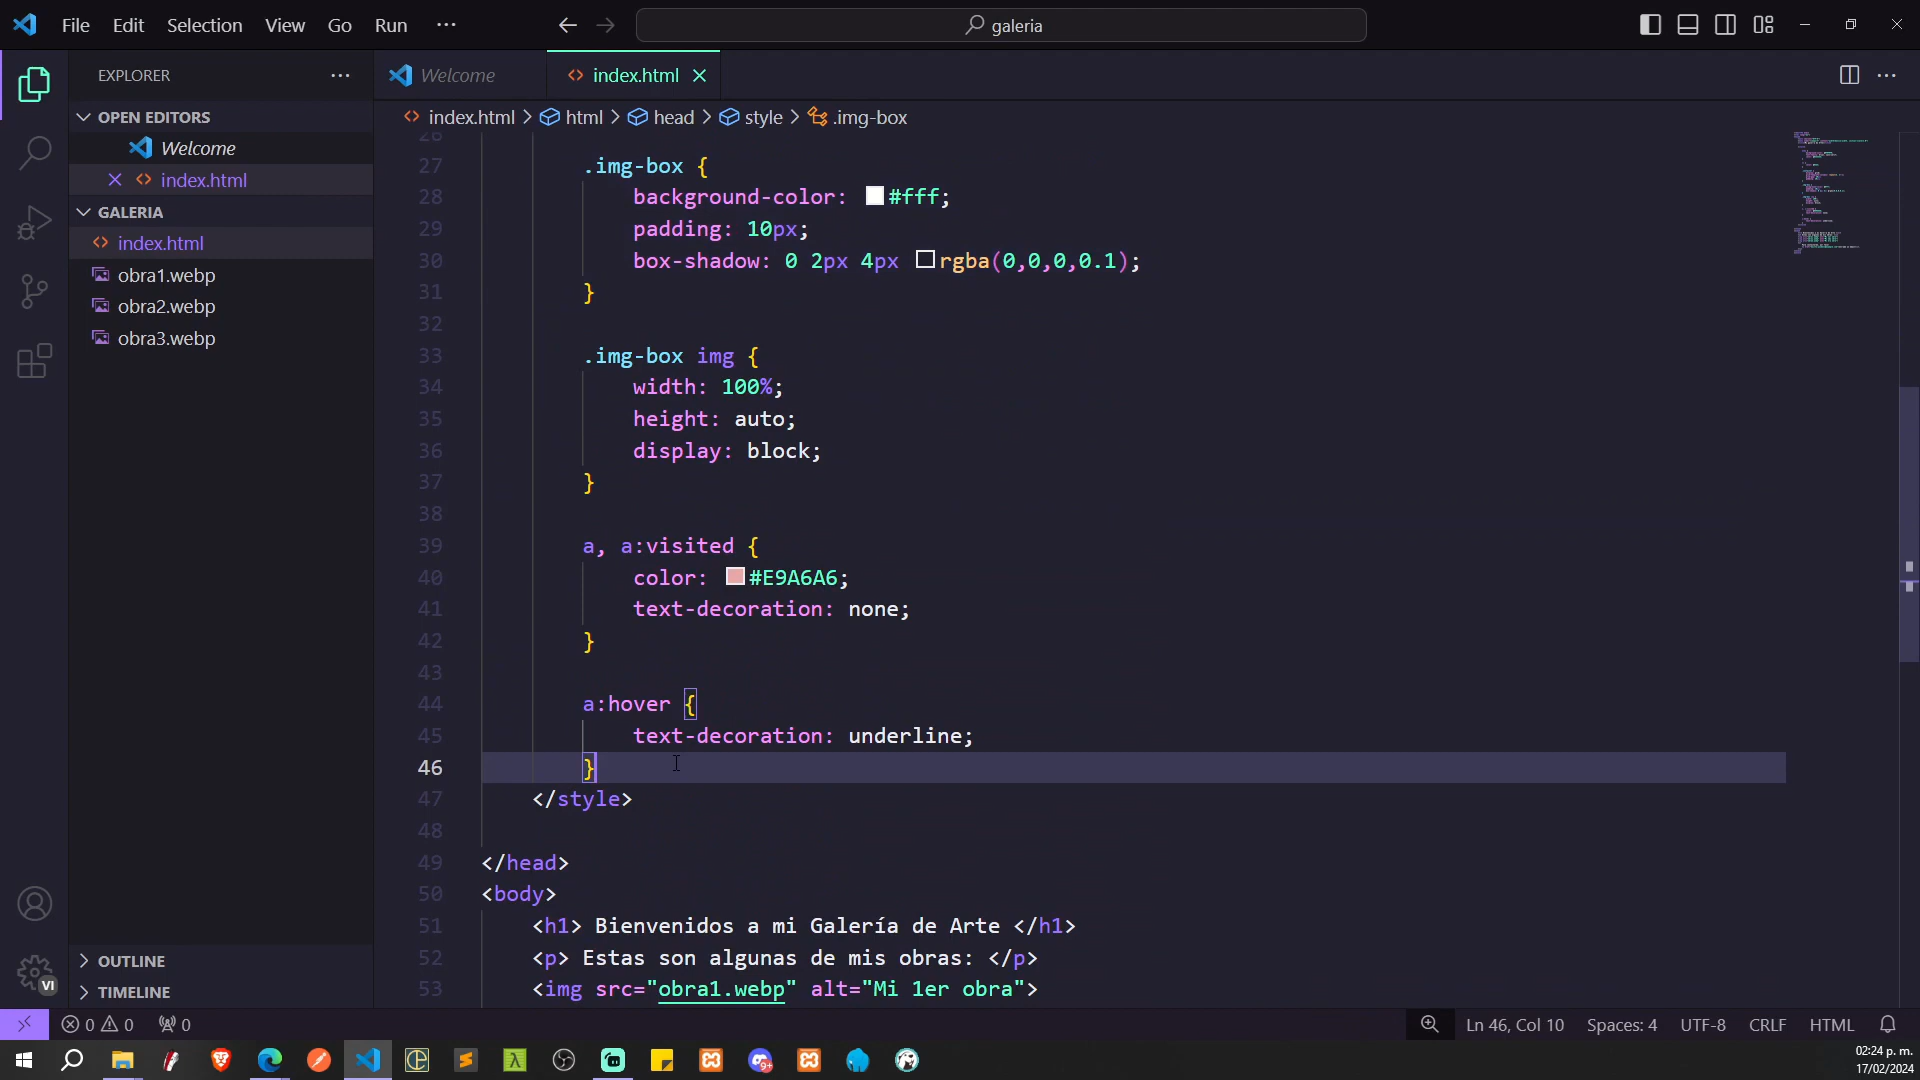 File Edit Selection View Go Run ···
galeria
EXPLORER ···
Welcome
index.html
OPEN EDITORS
Welcome
index.html
GALERIA
index.html
obra1.webp
obra2.webp
obra3.webp
OUTLINE
TIMELINE
index.html > html > head > style > .img-box
26
27 .img-box {
28 background-color: #fff;
29 padding: 10px;
30 box-shadow: 0 2px 4px rgba(0,0,0,0.1);
31 }
32
33 .img-box img {
34 width: 100%;
35 height: auto;
36 display: block;
37 }
38
39 a, a:visited {
40 color: #E9A6A6;
41 text-decoration: none;
42 }
43
44 a:hover {
45 text-decoration: underline;
46 }
47 </style>
48
49 </head>
50 <body>
51 <h1> Bienvenidos a mi Galería de Arte </h1>
52 <p> Estas son algunas de mis obras: </p>
53 <img src="obra1.webp" alt="Mi 1er obra">
VI
0 0 0
Ln 46, Col 10 Spaces: 4 UTF-8 CRLF HTML
9+
02:24 p. m.
17/02/2024